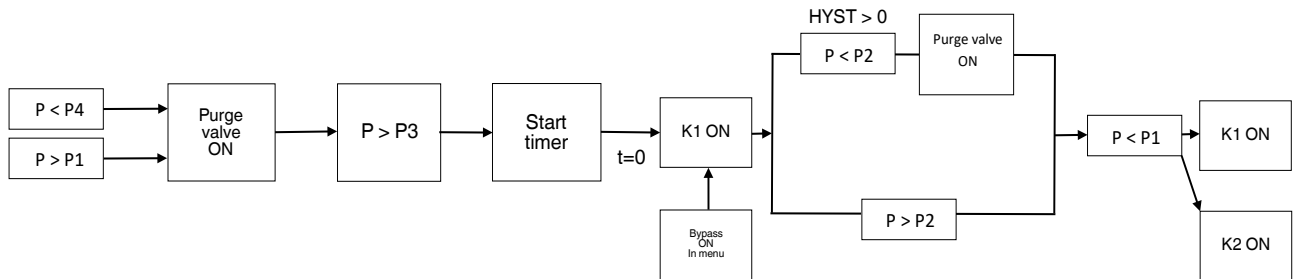 P < P4
P > P1
Purge
valve
ON
P > P3
Start
timer
t=0
K1 ON
Bypass
ON
In menu
HYST > 0
P < P2
Purge valve
ON
P > P2
P < P1
K1 ON
K2 ON